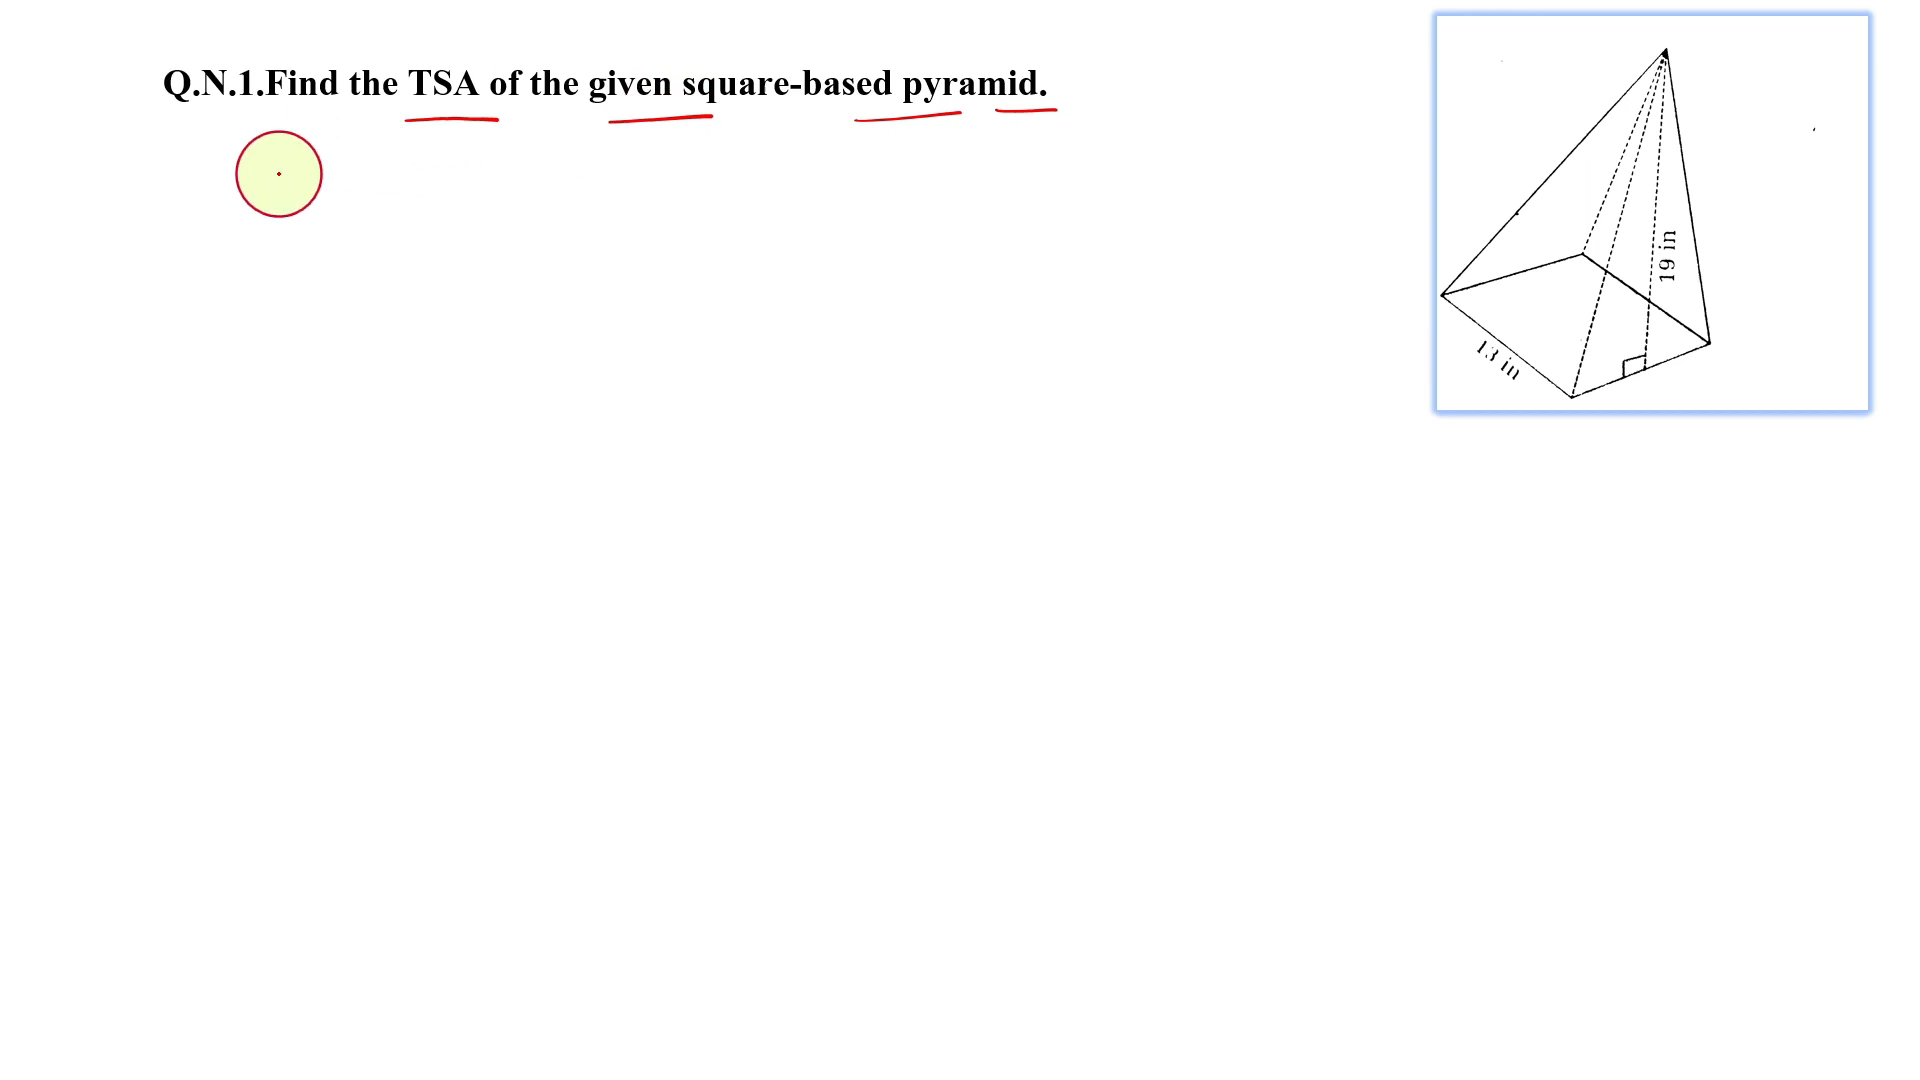 Q.N.1.Find the TSA of the given square-based pyramid.
19 in
13 in